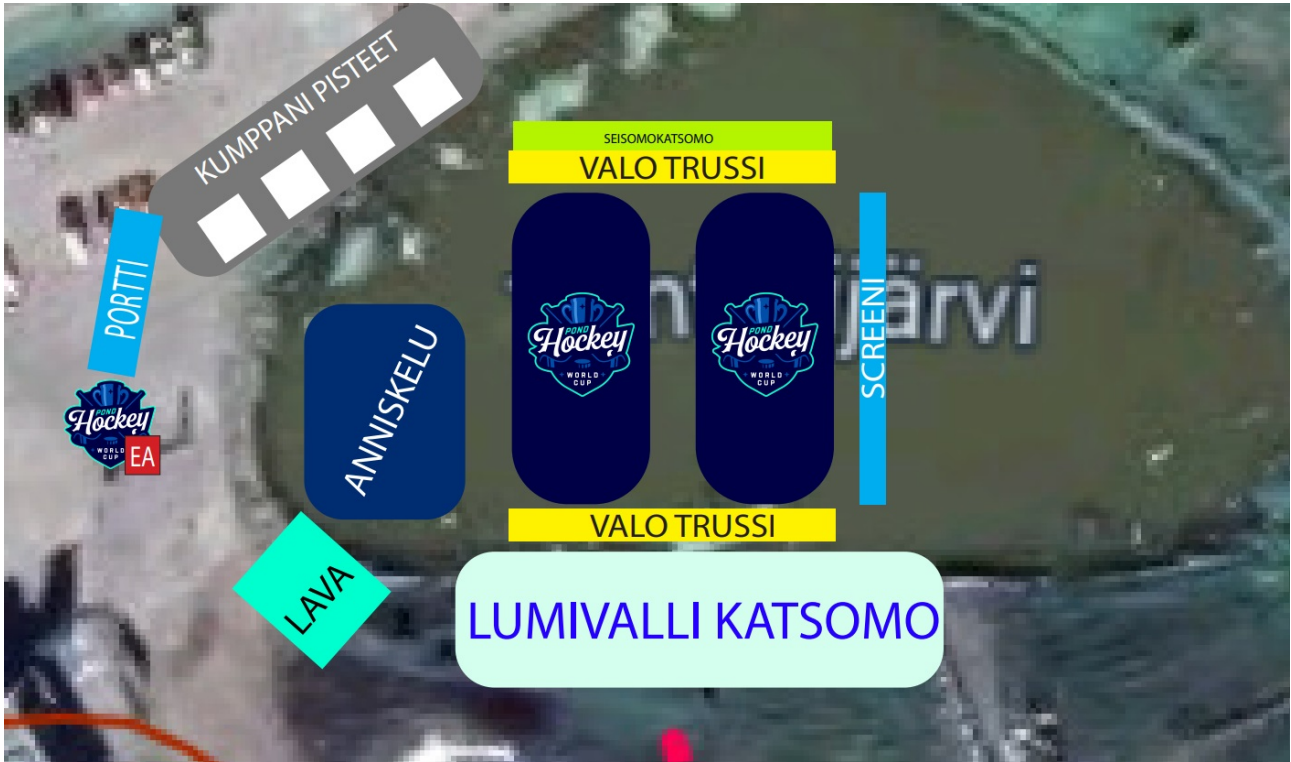 KUMPPANI PISTEET
SEISOMOKATSOMO
VALO TRUSSI
PORTTI
POND
Hockey
WORLD
CUP
POND
Hockey
WORLD
CUP
SCREENI
ANNISKELU
POND
Hockey
WORLD
EA
VALO TRUSSI
LAVA
LUMIVALLI KATSOMO